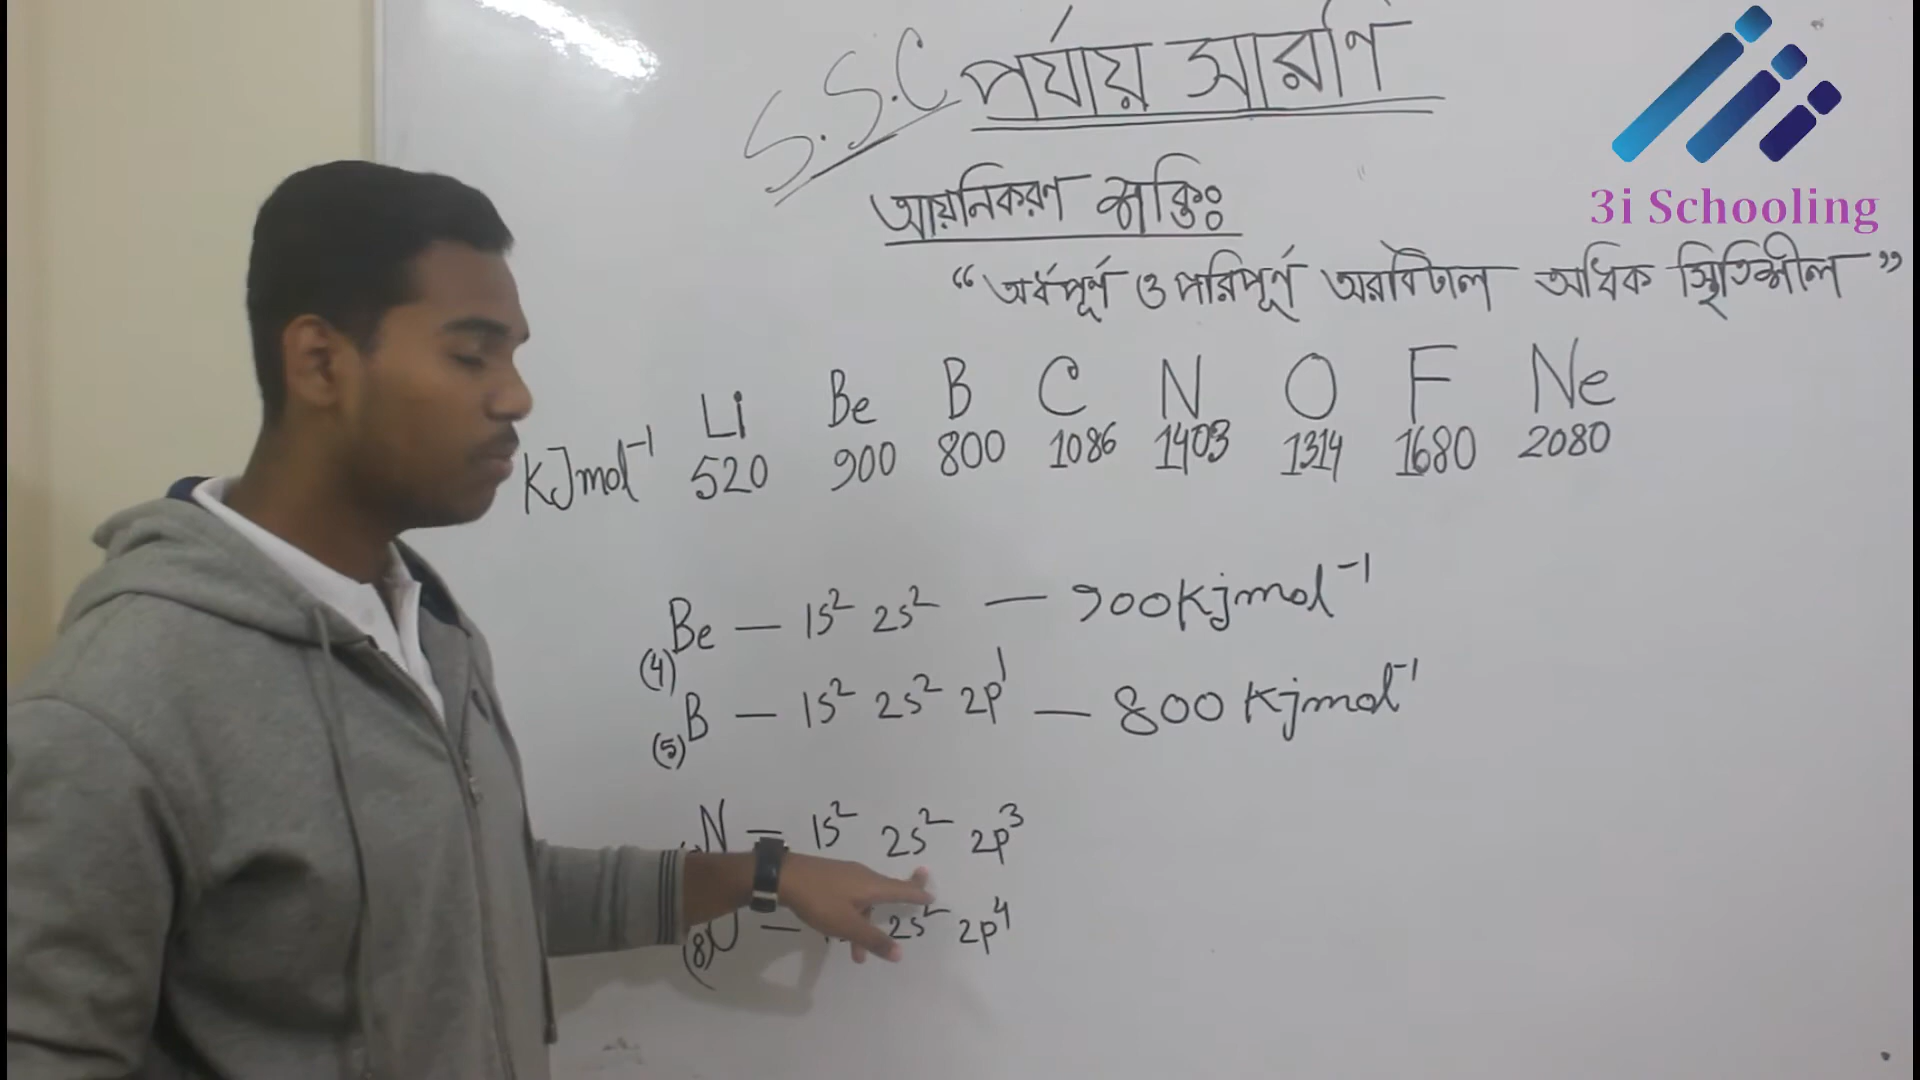 S.S.C পর্যায় সারণি
3i Schooling
আয়নিকরণ শক্তিঃ
“অর্ধপূর্ণ ও পরিপূর্ণ অরবিটাল অধিক স্থিতিশীল”
Li Be B C N O F Ne
KJmol⁻¹ 520 900 800 1086 1403 1314 1680 2080
Be(4) — 1s² 2s² — 900Kjmol⁻¹
B(5) — 1s² 2s² 2p¹ — 800 Kjmol⁻¹
N — 1s² 2s² 2p³
(8) — 2s² 2p⁴